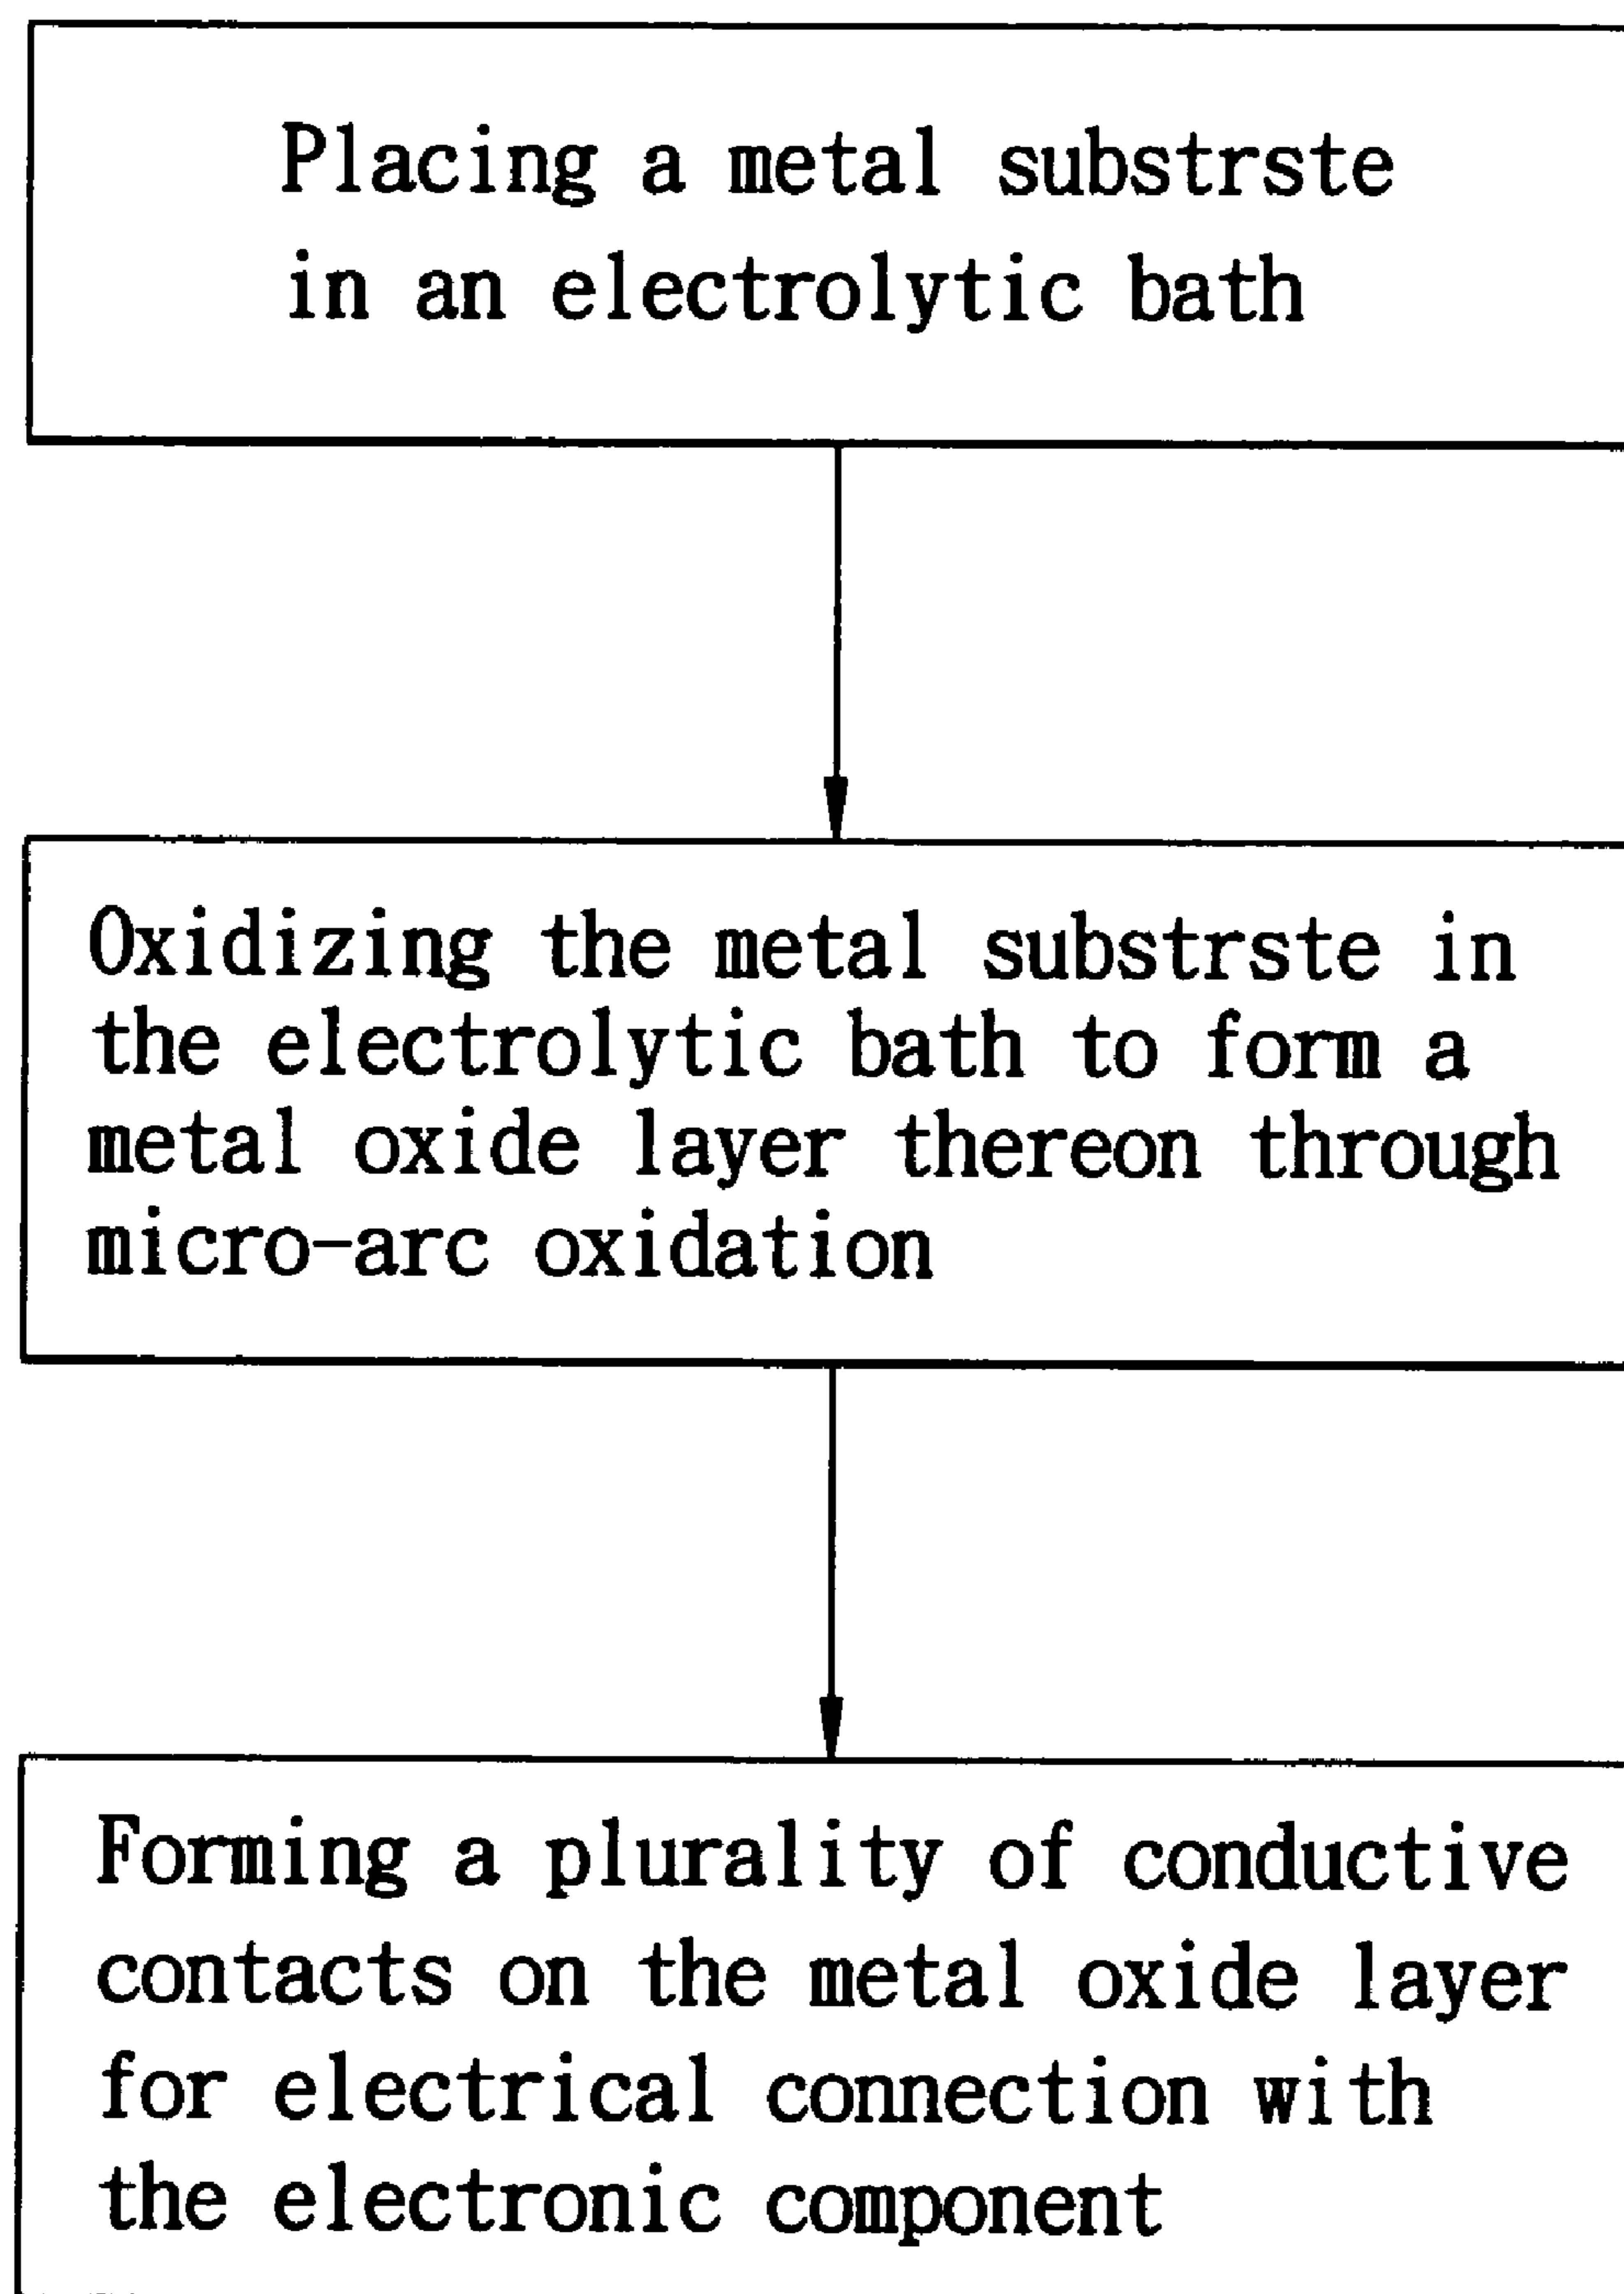 Placing a metal substrste
in an electrolytic bath
Oxidizing the metal substrste in
the electrolytic bath to form a
metal oxide layer thereon through
micro-arc oxidation
Forming a plurality of conductive
contacts on the metal oxide layer
for electrical connection with
the electronic component